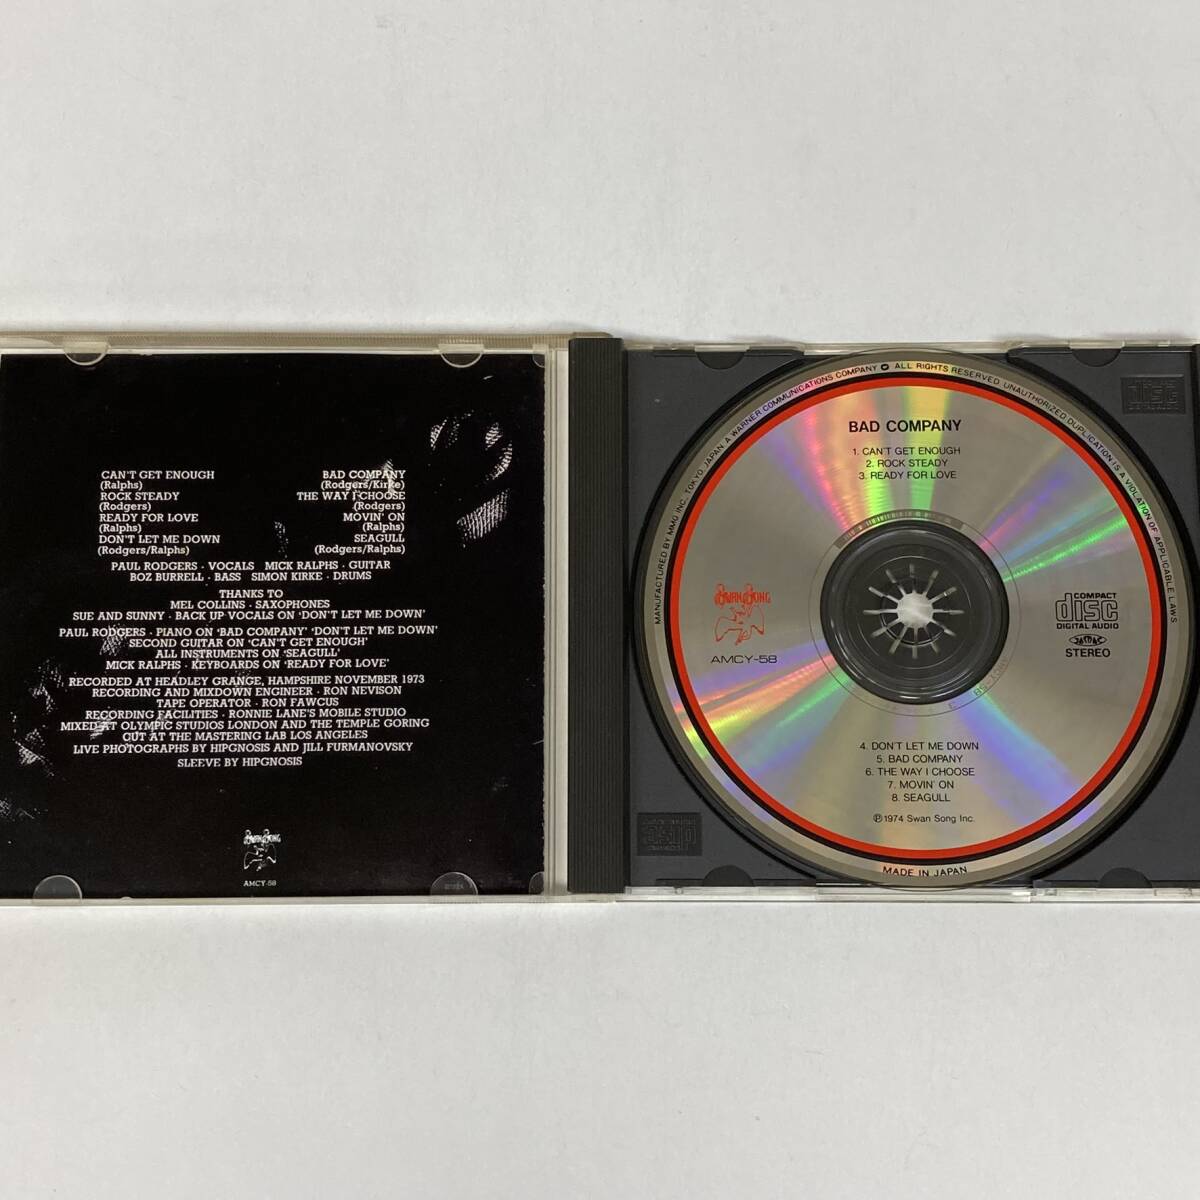 CAN'T GET ENOUGH
(Ralphs)
ROCK STEADY
(Rodgers)
READY FOR LOVE
(Ralphs)
DON'T LET ME DOWN
(Rodgers/Ralphs)
BAD COMPANY
(Rodgers/Kirke)
THE WAY I CHOOSE
(Rodgers)
MOVIN' ON
(Ralphs)
SEAGULL
(Rodgers/Ralphs)
PAUL RODGERS · VOCALS MICK RALPHS · GUITAR
BOZ BURRELL · BASS SIMON KIRKE · DRUMS
THANKS TO
MEL COLLINS · SAXOPHONES
SUE AND SUNNY · BACK UP VOCALS ON 'DON'T LET ME DOWN'
PAUL RODGERS · PIANO ON 'BAD COMPANY' 'DON'T LET ME DOWN'
SECOND GUITAR ON 'CAN'T GET ENOUGH'
ALL INSTRUMENTS ON 'SEAGULL'
MICK RALPHS · KEYBOARDS ON 'READY FOR LOVE'
RECORDED AT HEADLEY GRANGE, HAMPSHIRE NOVEMBER 1973
RECORDING AND MIXDOWN ENGINEER · RON NEVISON
TAPE OPERATOR · RON FAWCUS
RECORDING FACILITIES · RONNIE LANE'S MOBILE STUDIO
MIXED AT OLYMPIC STUDIOS LONDON AND THE TEMPLE GORING
CUT AT THE MASTERING LAB LOS ANGELES
LIVE PHOTOGRAPHS BY HIPGNOSIS AND JILL FURMANOVSKY
SLEEVE BY HIPGNOSIS
SWAN SONG
AMCY-58
MANUFACTURED BY MMG INC. TOKYO, JAPAN A WARNER COMMUNICATIONS COMPANY ALL RIGHTS RESERVED. UNAUTHORIZED DUPLICATION IS A VIOLATION OF APPLICABLE LAWS.
BAD COMPANY
1. CAN'T GET ENOUGH
2. ROCK STEADY
3. READY FOR LOVE
SWAN SONG
AMCY-58
COMPACT
disc
DIGITAL AUDIO
JASRAC
STEREO
4. DON'T LET ME DOWN
5. BAD COMPANY
6. THE WAY I CHOOSE
7. MOVIN' ON
8. SEAGULL
℗1974 Swan Song Inc.
MADE IN JAPAN